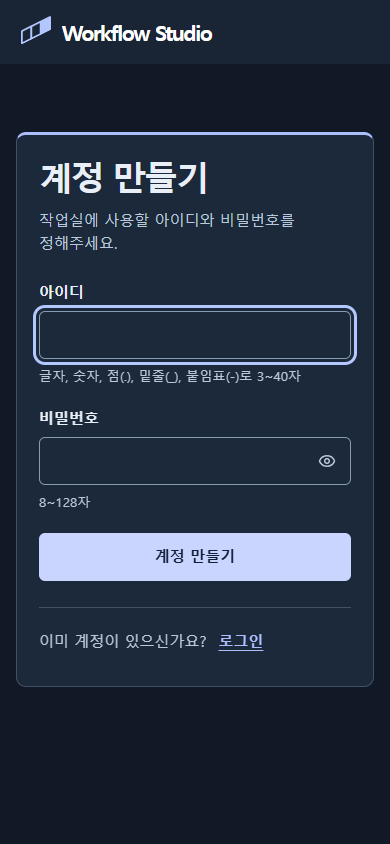 Workflow Studio
계정 만들기
작업실에 사용할 아이디와 비밀번호를
정해주세요.
아이디
글자, 숫자, 점(.), 밑줄(_), 붙임표(-)로 3~40자
비밀번호
8~128자
계정 만들기
이미 계정이 있으신가요? 로그인